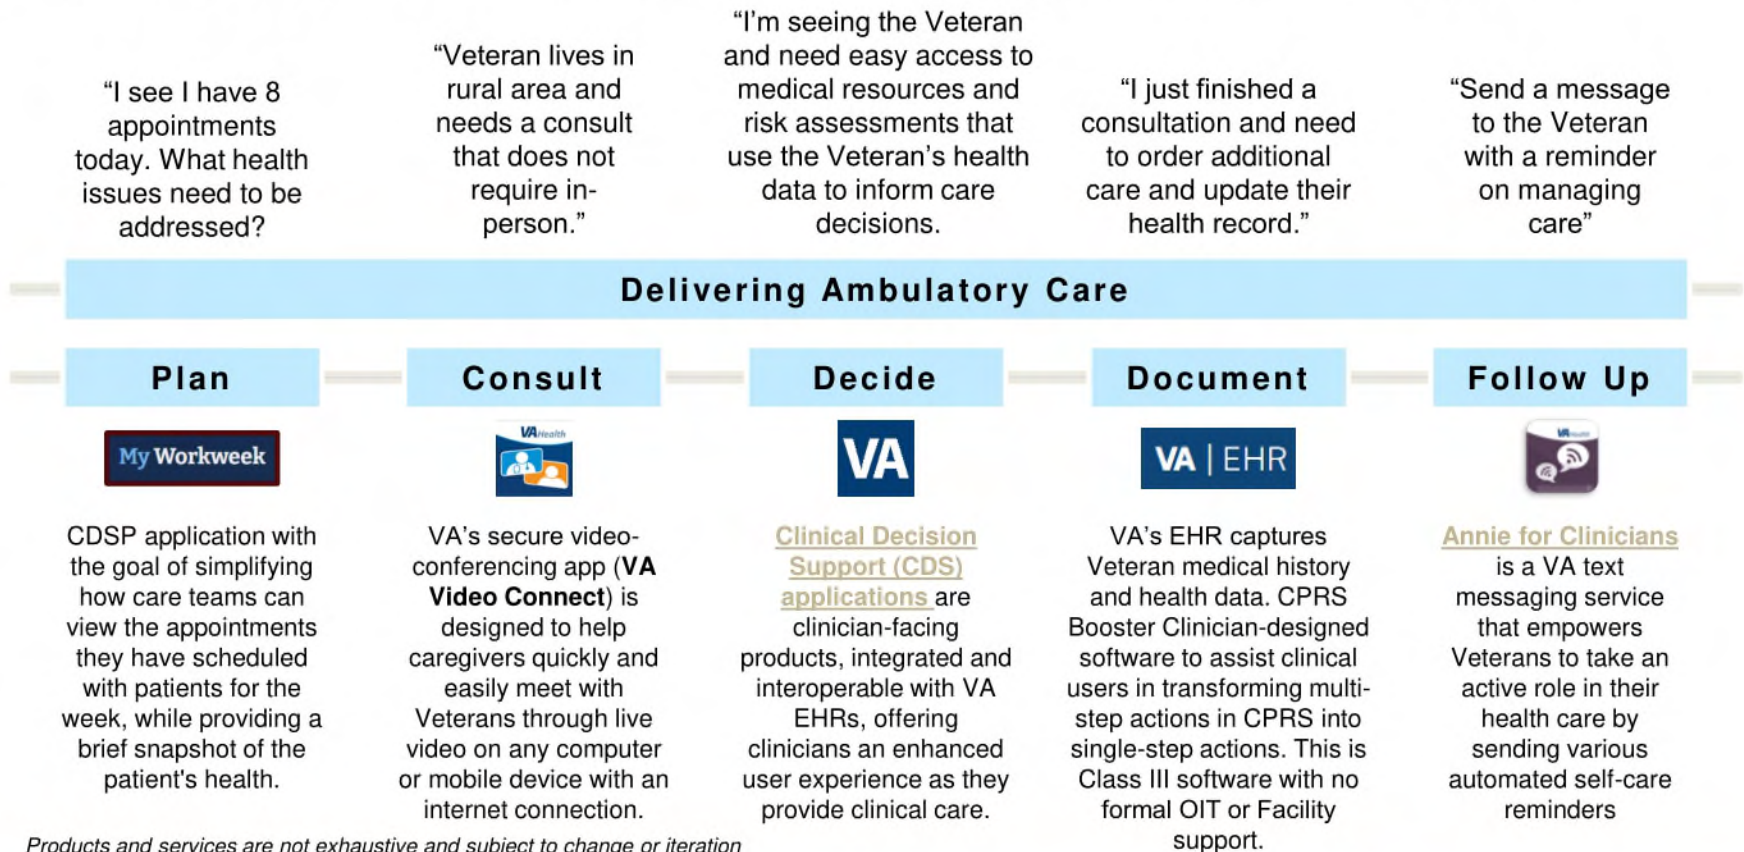 “I see I have 8
appointments
today. What health
issues need to be
addressed?
“Veteran lives in
rural area and
needs a consult
that does not
require in-
person.”
“I’m seeing the Veteran
and need easy access to
medical resources and
risk assessments that
use the Veteran’s health
data to inform care
decisions.
“I just finished a
consultation and need
to order additional
care and update their
health record.”
“Send a message
to the Veteran
with a reminder
on managing
care”
Delivering Ambulatory Care
Plan
Consult
Decide
Document
Follow Up
My Workweek
VA Health
VA
VA | EHR
VA Health
CDSP application with
the goal of simplifying
how care teams can
view the appointments
they have scheduled
with patients for the
week, while providing a
brief snapshot of the
patient's health.
VA’s secure video-
conferencing app (VA
Video Connect) is
designed to help
caregivers quickly and
easily meet with
Veterans through live
video on any computer
or mobile device with an
internet connection.
Clinical Decision
Support (CDS)
applications are
clinician-facing
products, integrated and
interoperable with VA
EHRs, offering
clinicians an enhanced
user experience as they
provide clinical care.
VA’s EHR captures
Veteran medical history
and health data. CPRS
Booster Clinician-designed
software to assist clinical
users in transforming multi-
step actions in CPRS into
single-step actions. This is
Class III software with no
formal OIT or Facility
support.
Annie for Clinicians
is a VA text
messaging service
that empowers
Veterans to take an
active role in their
health care by
sending various
automated self-care
reminders
Products and services are not exhaustive and subject to change or iteration